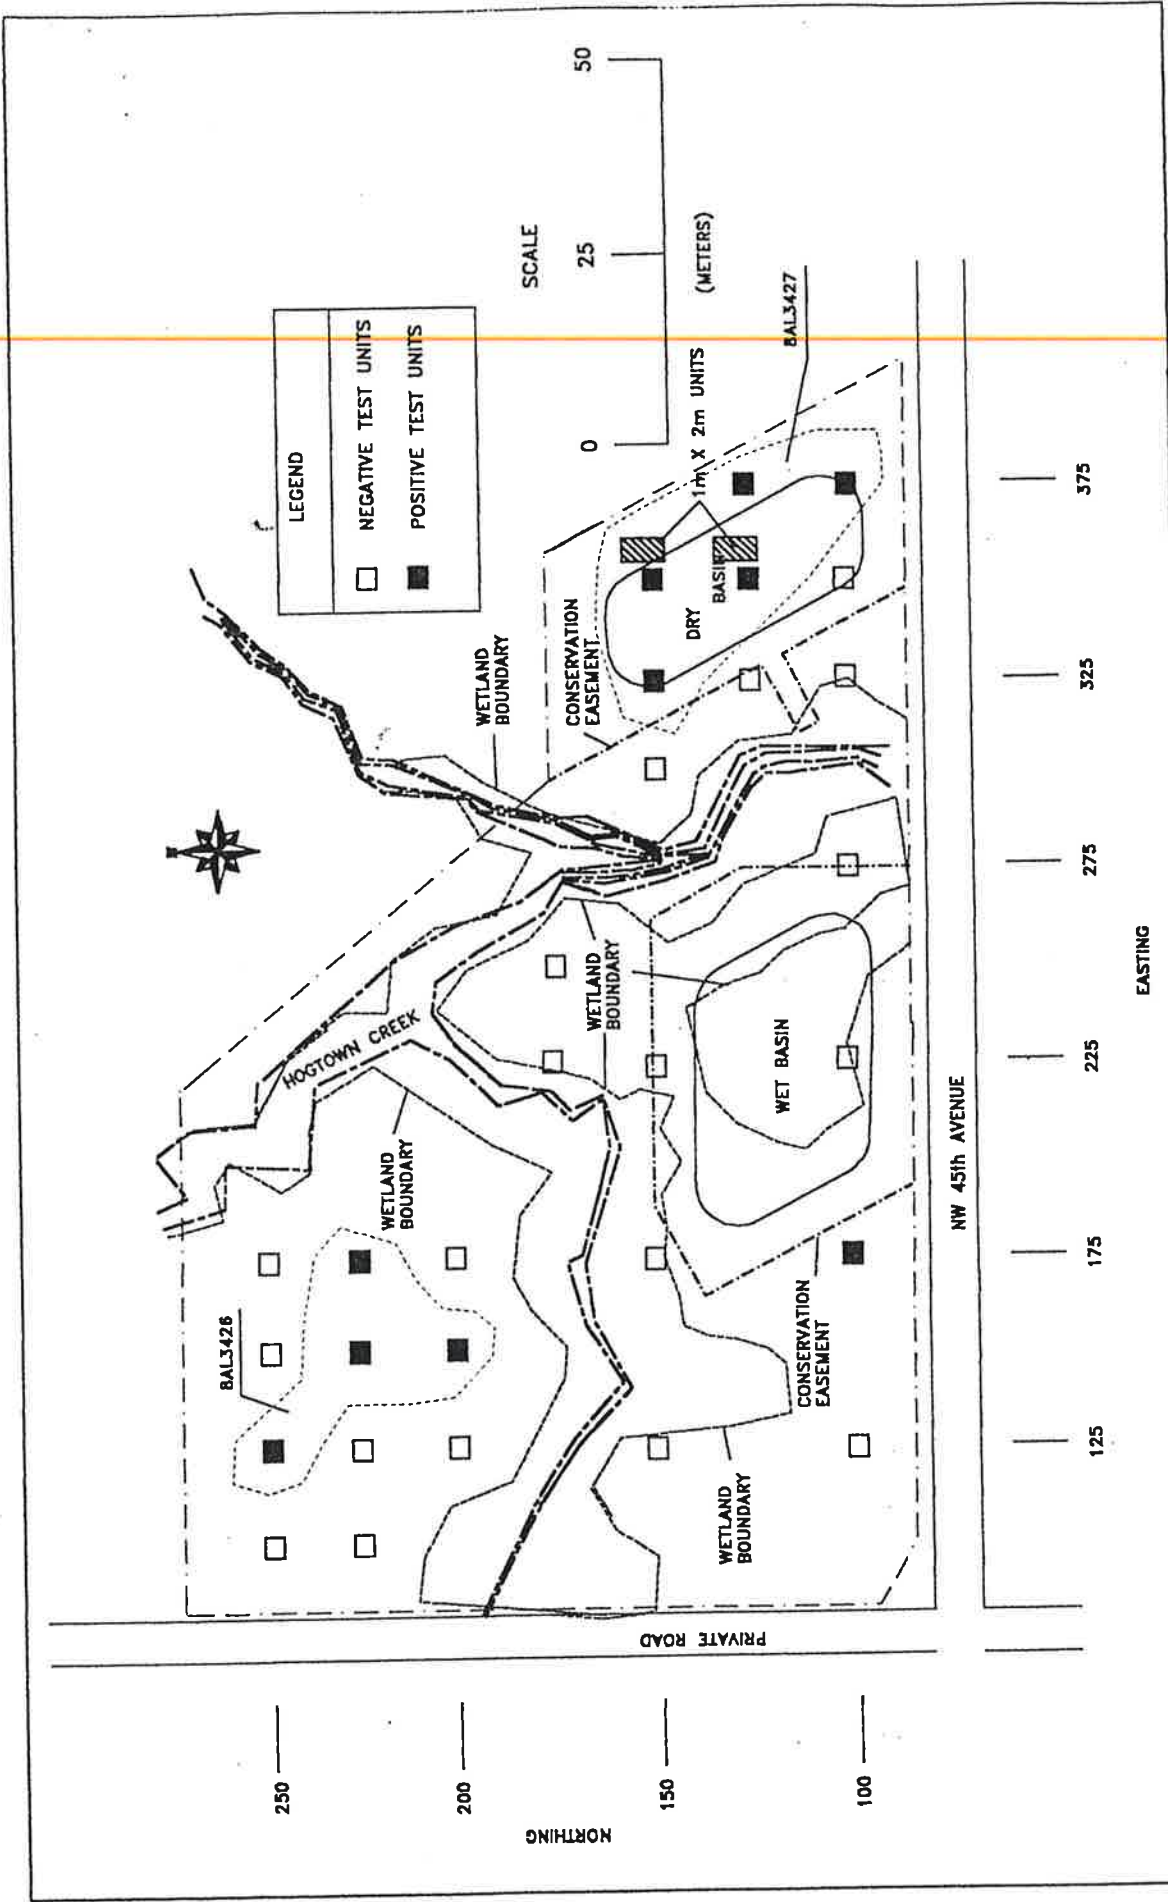 LEGEND
NEGATIVE TEST UNITS
POSITIVE TEST UNITS
SCALE
0
25
50
(METERS)
N
HOGTOWN CREEK
WETLAND
BOUNDARY
WETLAND
BOUNDARY
CONSERVATION
EASEMENT
8AL3426
WETLAND
BOUNDARY
DRY
BASIN
1m X 2m UNITS
8AL3427
WET BASIN
CONSERVATION
EASEMENT
WETLAND
BOUNDARY
PRIVATE ROAD
NW 45th AVENUE
NORTHING
250
200
150
100
125
175
225
275
325
375
EASTING